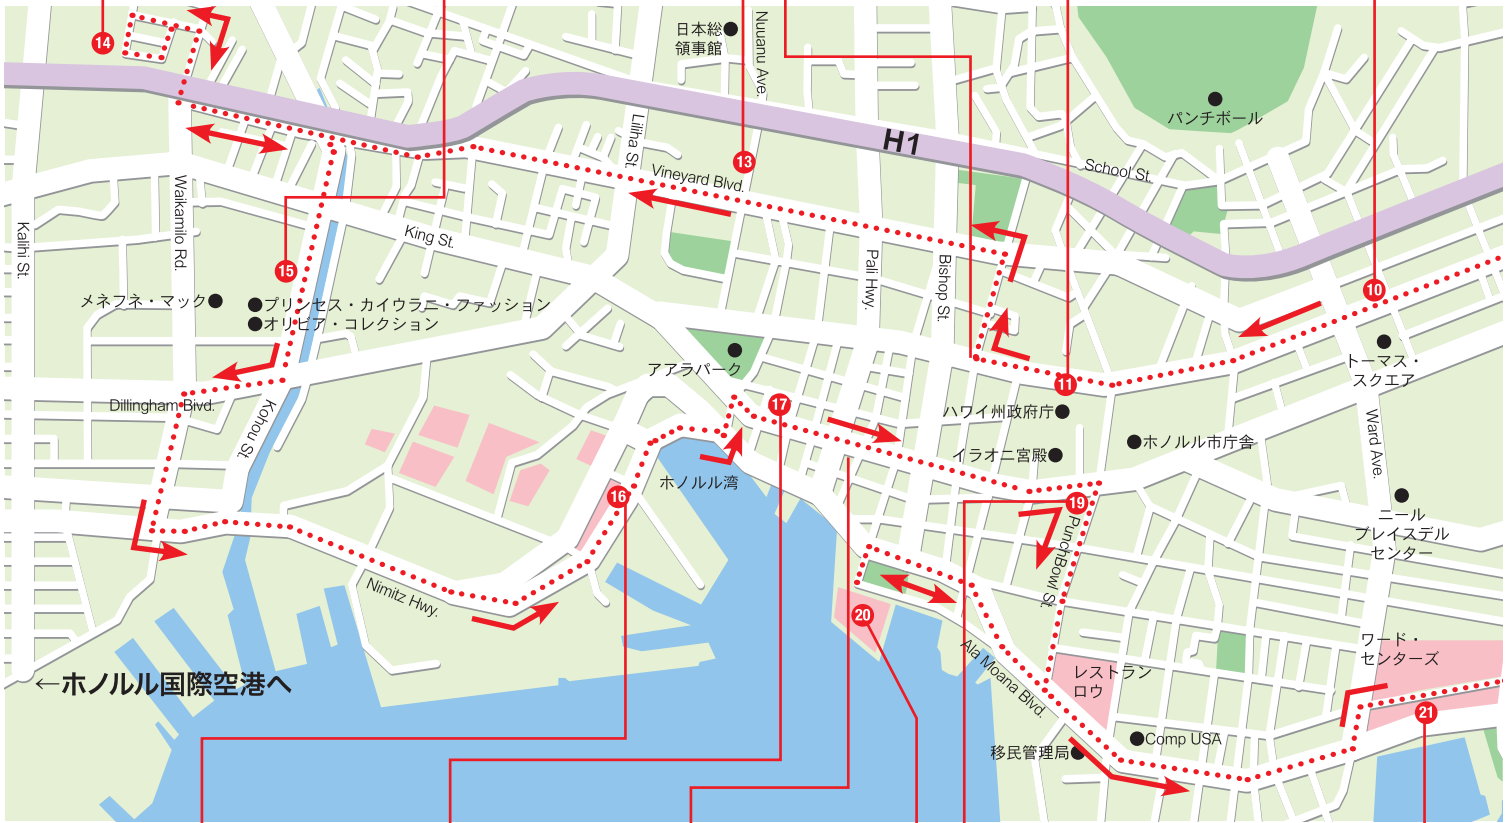 14
日本総
領事館
Nuuanu Ave.
パンチボール
H1
Liliha St.
13
Vineyard Blvd.
School St.
Waikamilo Rd.
Kalihi St.
King St.
15
Pali Hwy.
Bishop St.
10
メネフネ・マック
プリンセス・カイウラニ・ファッション
オリビア・コレクション
アアラパーク
トーマス・
スクエア
11
Dillingham Blvd.
Kohou St.
17
ハワイ州政府庁
ホノルル市庁舎
イラオニ宮殿
Ward Ave.
ホノルル湾
16
19
ニール
ブレイスデル
センター
PunchBowl St.
Nimitz Hwy.
20
Ala Moana Blvd.
ワード・
センターズ
レストラン
ロウ
←ホノルル国際空港へ
21
Comp USA
移民管理局